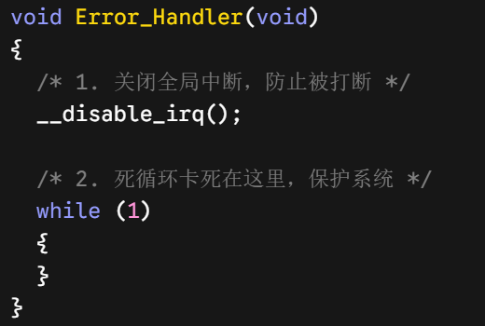 void Error_Handler(void)
{
/* 1. 关闭全局中断，防止被打断 */
__disable_irq();
/* 2. 死循环卡死在这里，保护系统 */
while (1)
{
}
}